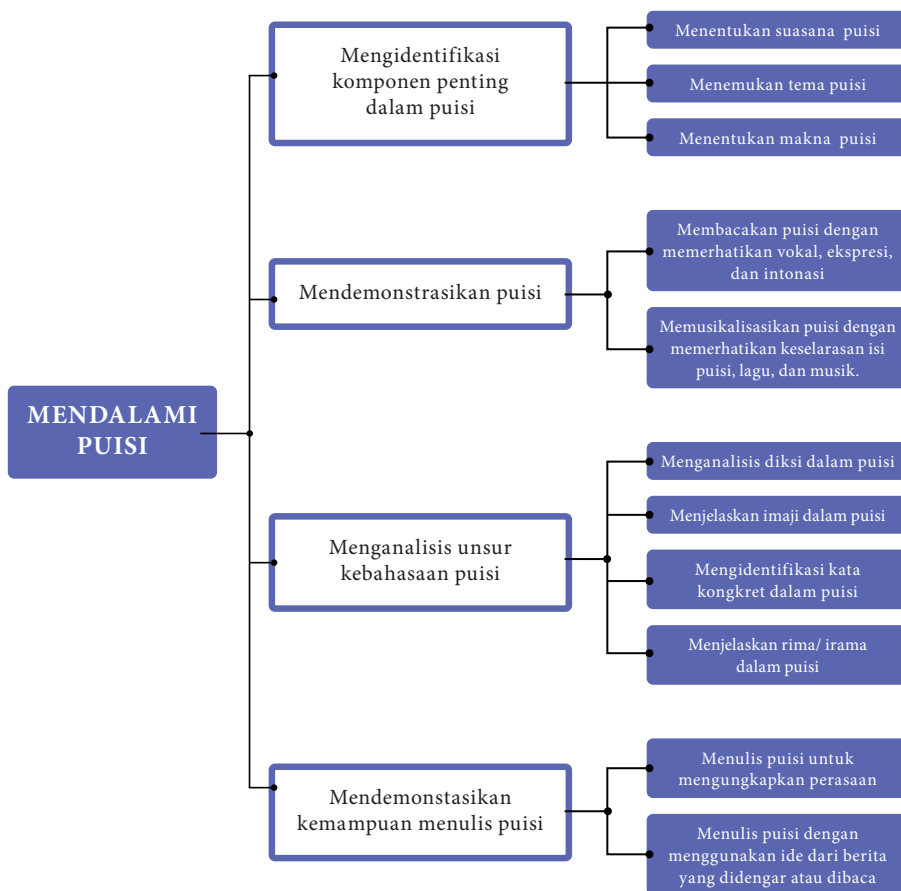 MENDALAMI
PUISI
Mengidentifikasi
komponen penting
dalam puisi
Menentukan suasana puisi
Menemukan tema puisi
Menentukan makna puisi
Mendemonstrasikan puisi
Membacakan puisi dengan
memerhatikan vokal, ekspresi,
dan intonasi
Memusikalisasikan puisi dengan
memerhatikan keselarasan isi
puisi, lagu, dan musik.
Menganalisis unsur
kebahasaan puisi
Menganalisis diksi dalam puisi
Menjelaskan imaji dalam puisi
Mengidentifikasi kata
kongkret dalam puisi
Menjelaskan rima/ irama
dalam puisi
Mendemonstasikan
kemampuan menulis puisi
Menulis puisi untuk
mengungkapkan perasaan
Menulis puisi dengan
menggunakan ide dari berita
yang didengar atau dibaca